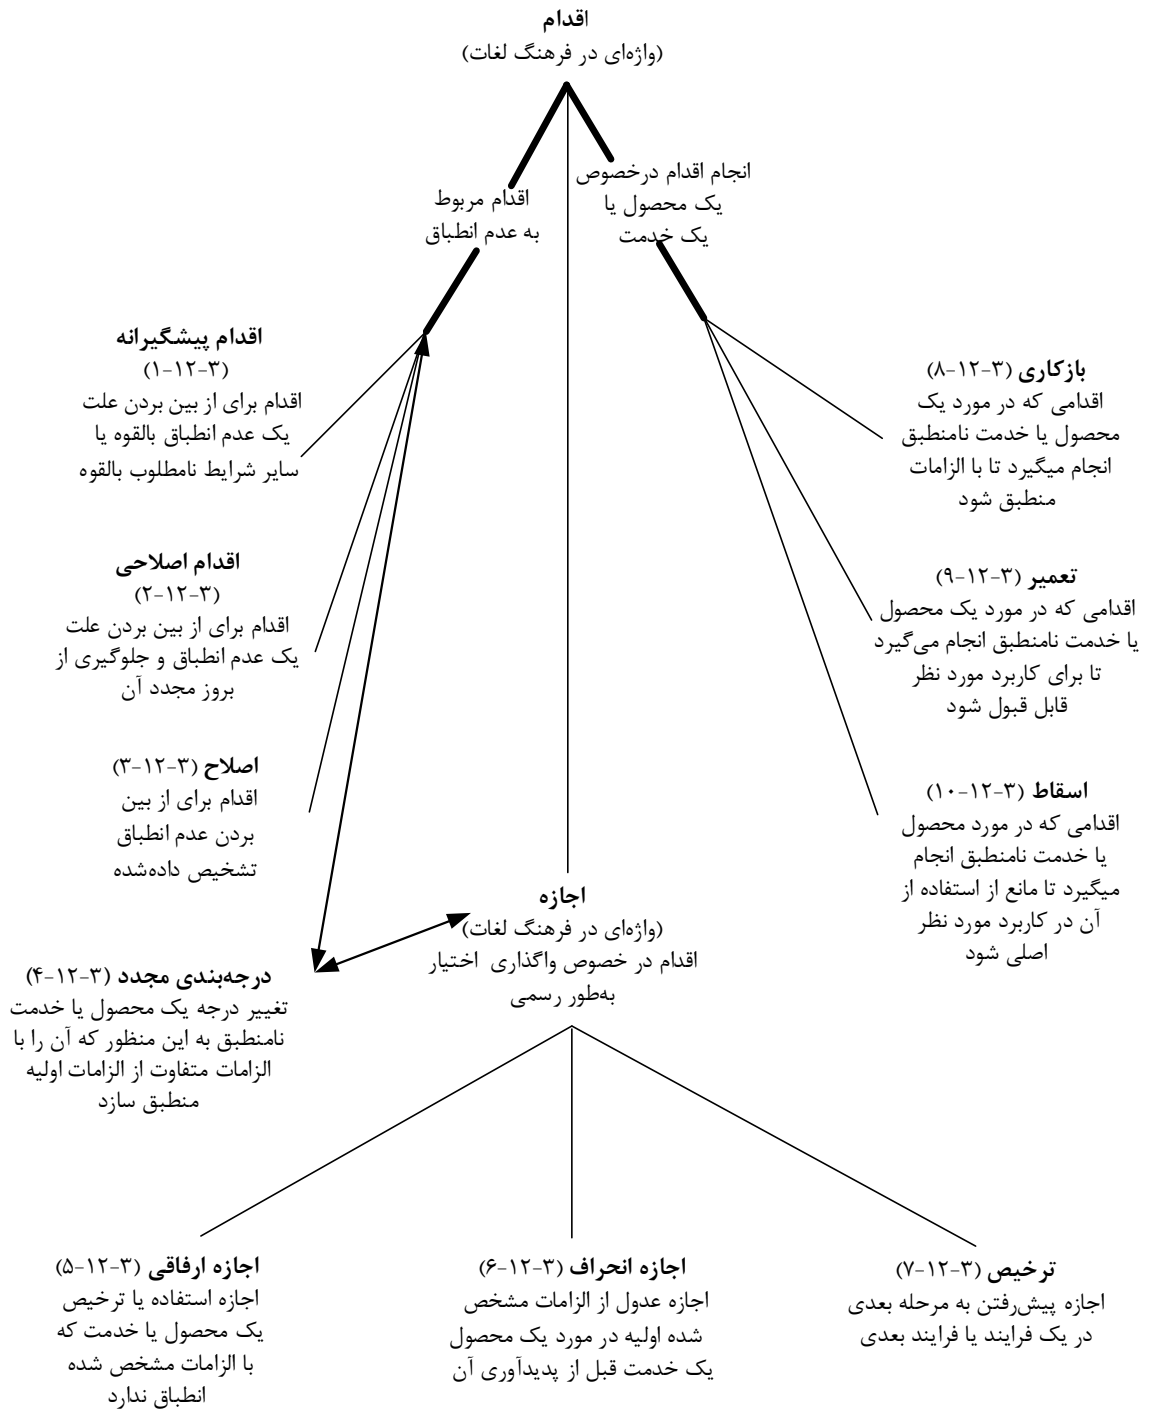 اقدام
(واژه‌ای در فرهنگ لغات)
انجام اقدام درخصوص
یک محصول یا
یک خدمت
اقدام مربوط
به عدم انطباق
اقدام پیشگیرانه
(۳-۱۲-۱)
اقدام برای از بین بردن علت
یک عدم انطباق بالقوه یا
سایر شرایط نامطلوب بالقوه
اقدام اصلاحی
(۳-۱۲-۲)
اقدام برای از بین بردن علت
یک عدم انطباق و جلوگیری از
بروز مجدد آن
اصلاح (۳-۱۲-۳)
اقدام برای از بین
بردن عدم انطباق
تشخیص داده‌شده
درجه‌بندی مجدد (۳-۱۲-۴)
تغییر درجه یک محصول یا خدمت
نامنطبق به این منظور که آن را با
الزامات متفاوت از الزامات اولیه
منطبق سازد
بازکاری (۳-۱۲-۸)
اقدامی که در مورد یک
محصول یا خدمت نامنطبق
انجام میگیرد تا با الزامات
منطبق شود
تعمیر (۳-۱۲-۹)
اقدامی که در مورد یک محصول
یا خدمت نامنطبق انجام می‌گیرد
تا برای کاربرد مورد نظر
قابل قبول شود
اسقاط (۳-۱۲-۱۰)
اقدامی که در مورد محصول
یا خدمت نامنطبق انجام
میگیرد تا مانع از استفاده از
آن در کاربرد مورد نظر
اصلی شود
اجازه
(واژه‌ای در فرهنگ لغات)
اقدام در خصوص واگذاری اختیار
به‌طور رسمی
ترخیص (۳-۱۲-۷)
اجازه پیش‌رفتن به مرحله بعدی
در یک فرایند یا فرایند بعدی
اجازه انحراف (۳-۱۲-۶)
اجازه عدول از الزامات مشخص
شده اولیه در مورد یک محصول
یک خدمت قبل از پدیدآوری آن
اجازه ارفاقی (۳-۱۲-۵)
اجازه استفاده یا ترخیص
یک محصول یا خدمت که
با الزامات مشخص شده
انطباق ندارد